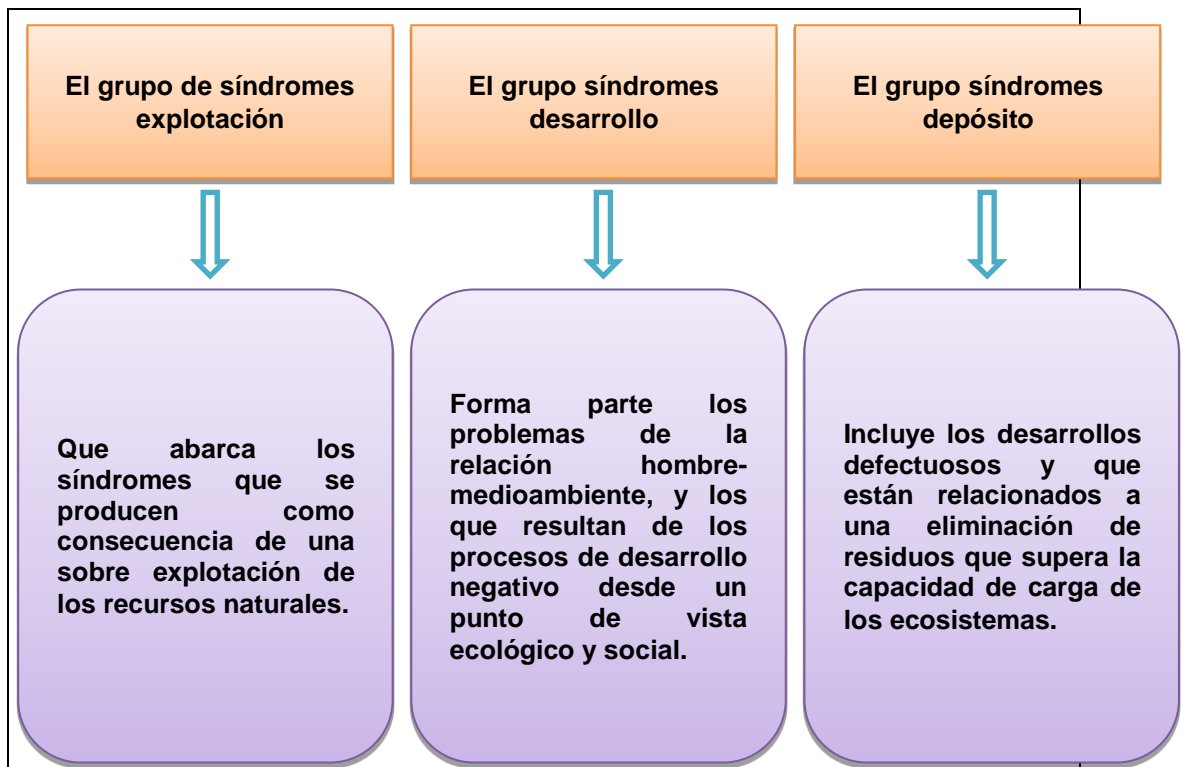 El grupo de síndromes
explotación
El grupo síndromes
desarrollo
El grupo síndromes
depósito
Que abarca los
síndromes que se
producen como
consecuencia de una
sobre explotación de
los recursos naturales.
Forma parte los
problemas de la
relación hombre-
medioambiente, y los
que resultan de los
procesos de desarrollo
negativo desde un
punto de vista
ecológico y social.
Incluye los desarrollos
defectuosos y que
están relacionados a
una eliminación de
residuos que supera la
capacidad de carga de
los ecosistemas.